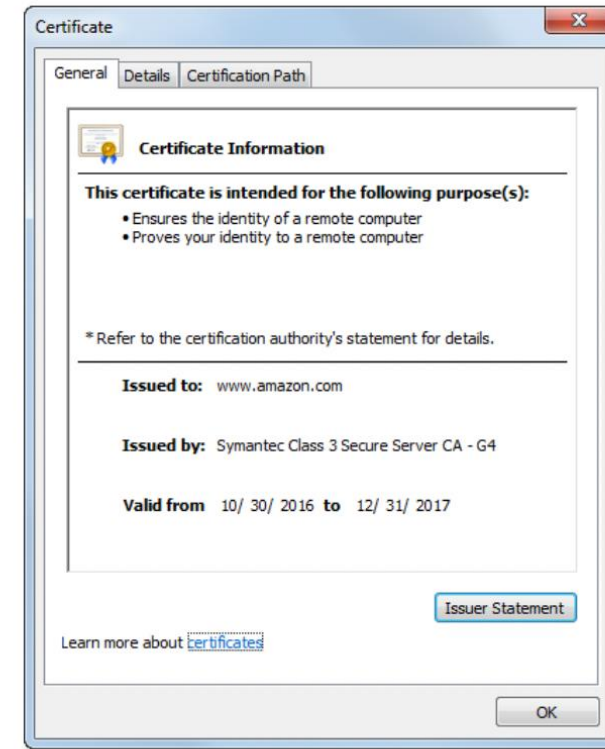 Certificate
General Details Certification Path
Certificate Information
This certificate is intended for the following purpose(s):
• Ensures the identity of a remote computer
• Proves your identity to a remote computer
* Refer to the certification authority's statement for details.
Issued to: www.amazon.com
Issued by: Symantec Class 3 Secure Server CA - G4
Valid from 10/ 30/ 2016 to 12/ 31/ 2017
Issuer Statement
Learn more about certificates
OK